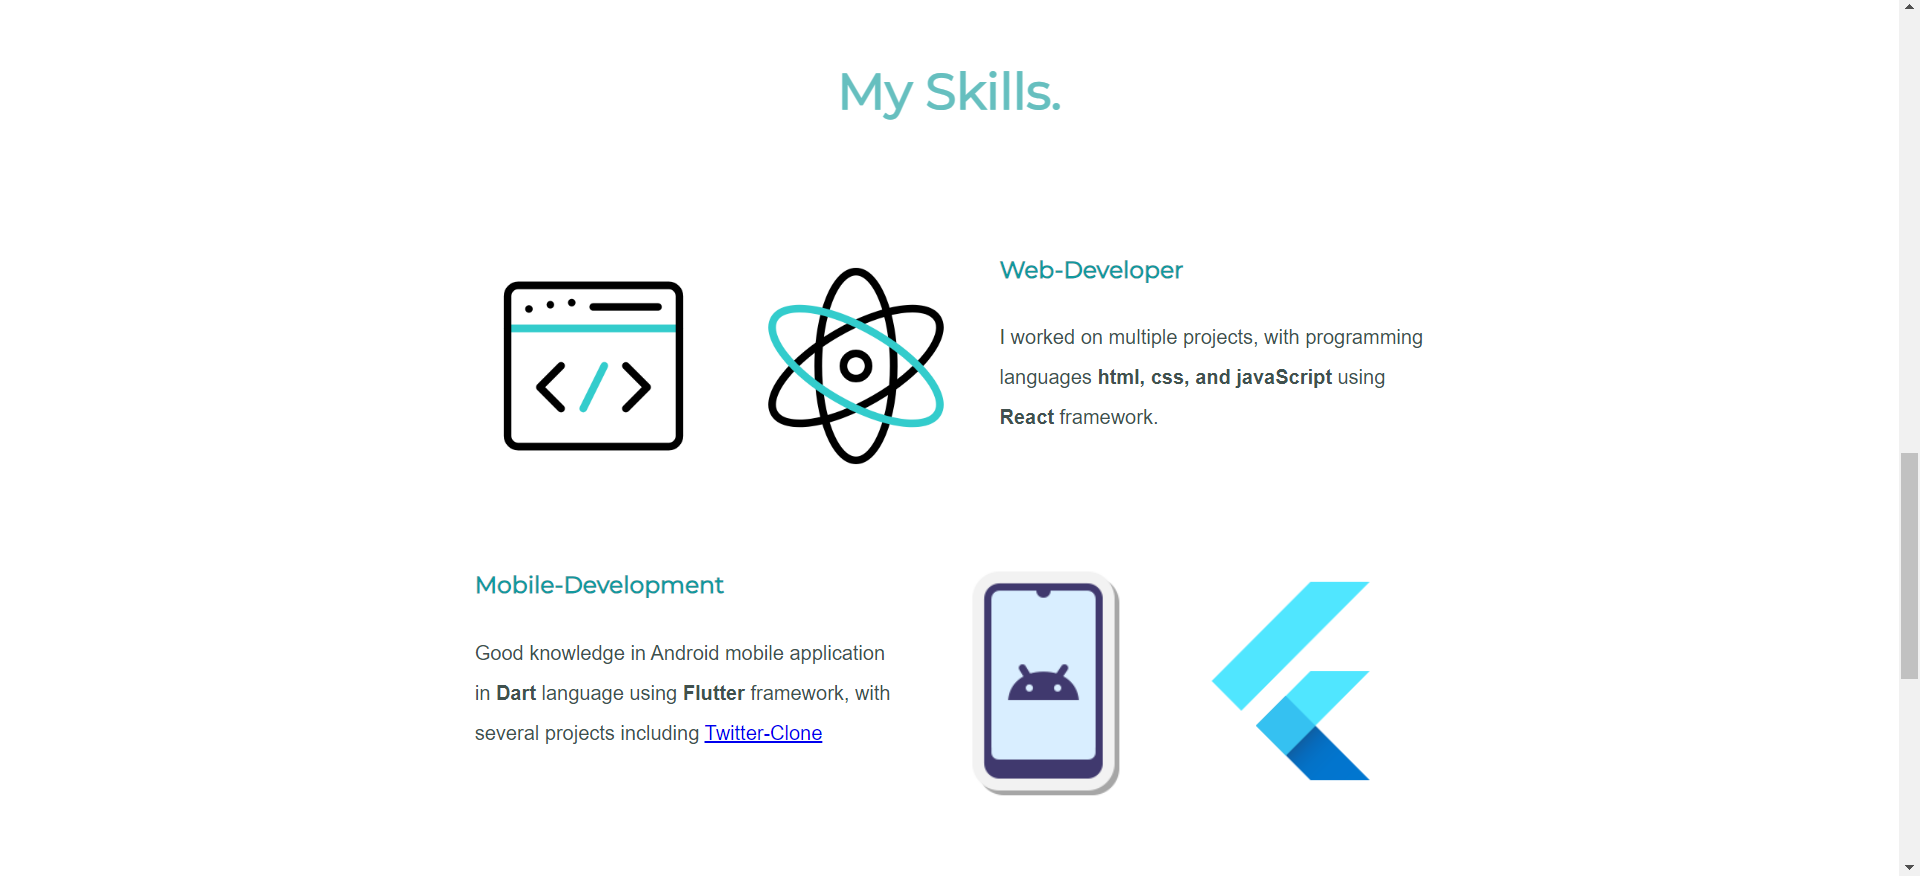 My Skills.
Web-Developer
I worked on multiple projects, with programming
languages html, css, and javaScript using
React framework.
Mobile-Development
Good knowledge in Android mobile application
in Dart language using Flutter framework, with
several projects including Twitter-Clone